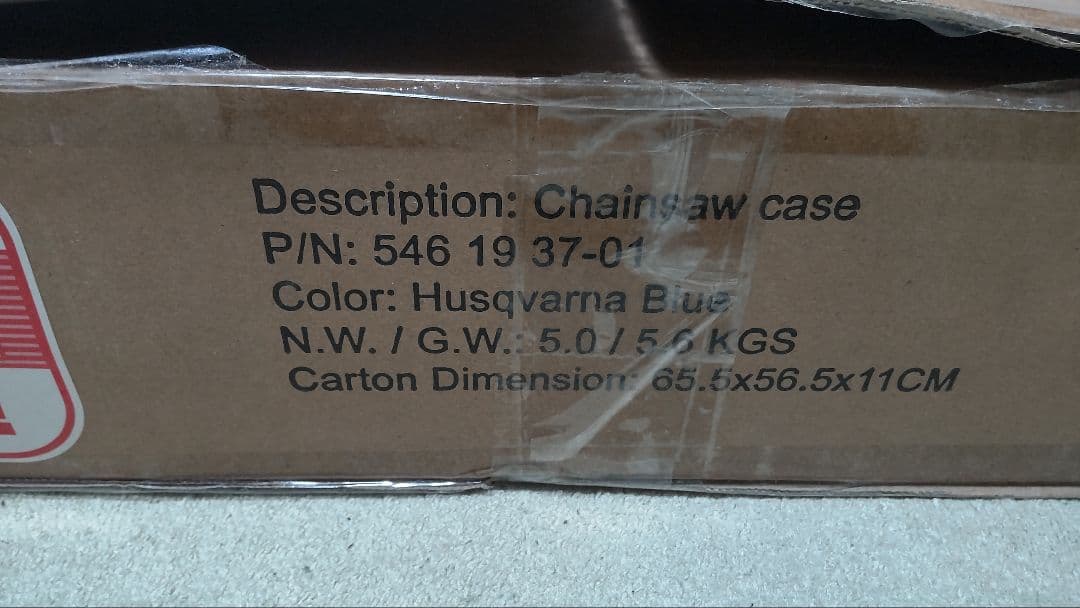 Description: Chainsaw case
P/N: 546 19 37-01
Color: Husqvarna Blue
N.W. / G.W.: 5.0 / 5.6 KGS
Carton Dimension: 65.5x56.5x11CM